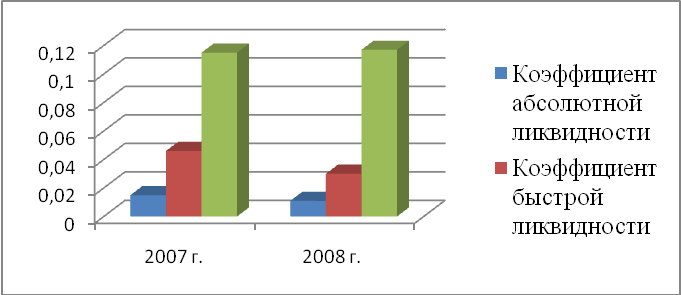 0,12
0,1
0,08
0,06
0,04
0,02
0
2007 г.
2008 г.
Коэффициент
абсолютной
ликвидности
Коэффициент
быстрой
ликвидности